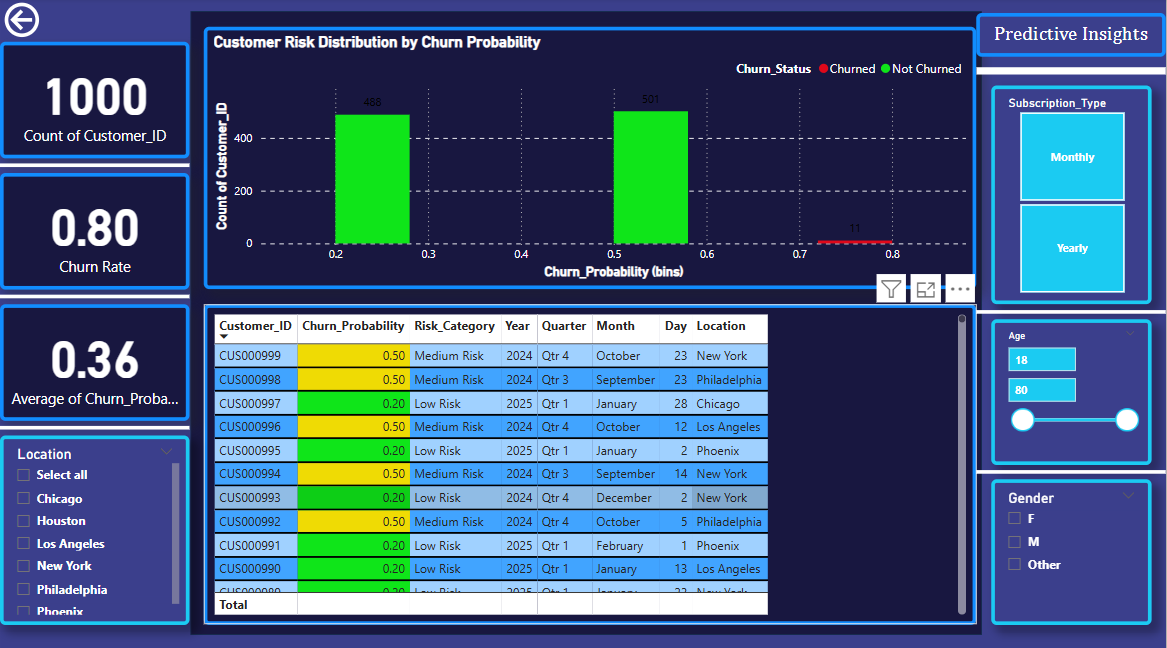 1000
Count of Customer_ID
0.80
Churn Rate
0.36
Average of Churn_Proba...
Location
Select all
Chicago
Houston
Los Angeles
New York
Philadelphia
Phoenix
Customer Risk Distribution by Churn Probability
Churn_Status Churned Not Churned
Count of Customer_ID
400
200
0
488
501
11
0.2 0.3 0.4 0.5 0.6 0.7 0.8
Churn_Probability (bins)
Customer_ID Churn_Probability Risk_Category Year Quarter Month Day Location
CUS000999 0.50 Medium Risk 2024 Qtr 4 October 23 New York
CUS000998 0.50 Medium Risk 2024 Qtr 3 September 23 Philadelphia
CUS000997 0.20 Low Risk 2025 Qtr 1 January 28 Chicago
CUS000996 0.50 Medium Risk 2024 Qtr 4 October 12 Los Angeles
CUS000995 0.20 Low Risk 2025 Qtr 1 January 2 Phoenix
CUS000994 0.50 Medium Risk 2024 Qtr 3 September 14 New York
CUS000993 0.20 Low Risk 2024 Qtr 4 December 2 New York
CUS000992 0.50 Medium Risk 2024 Qtr 4 October 5 Philadelphia
CUS000991 0.20 Low Risk 2025 Qtr 1 February 1 Phoenix
CUS000990 0.20 Low Risk 2025 Qtr 1 January 13 Los Angeles
Total
Predictive Insights
Subscription_Type
Monthly
Yearly
Age
18
80
Gender
F
M
Other